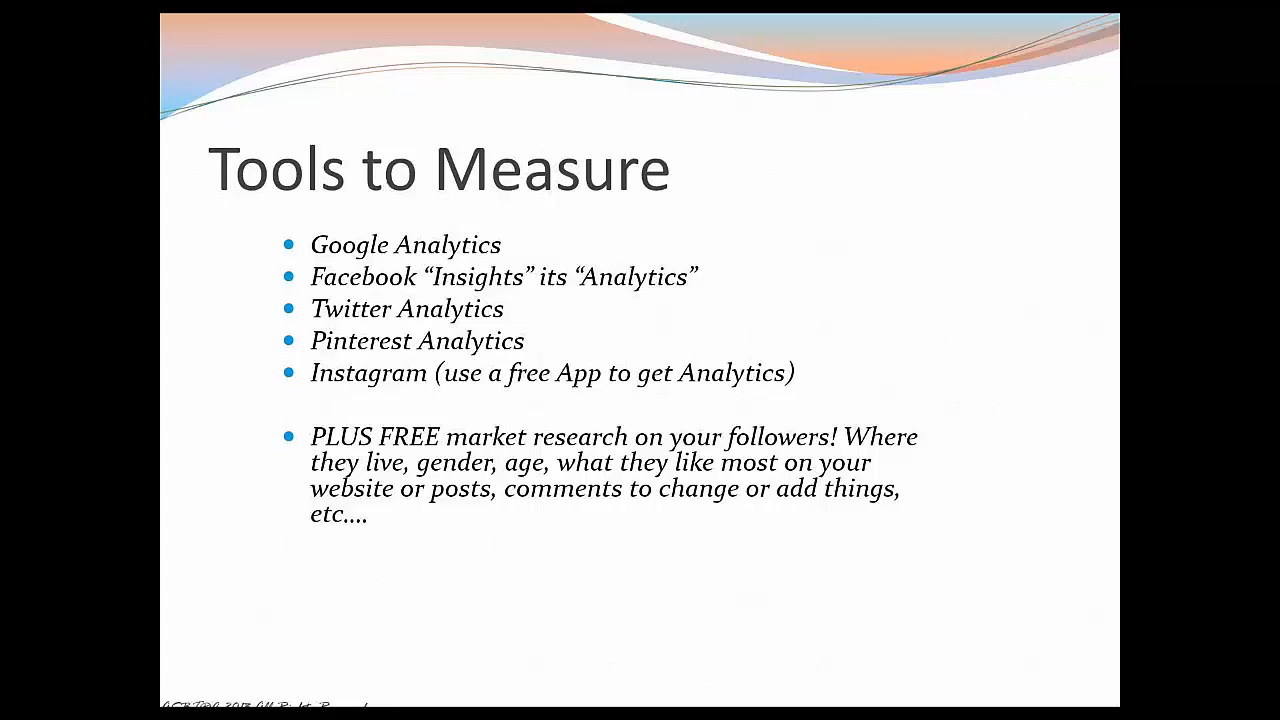 Tools to Measure
Google Analytics
Facebook “Insights” its “Analytics”
Twitter Analytics
Pinterest Analytics
Instagram (use a free App to get Analytics)
PLUS FREE market research on your followers! Where
they live, gender, age, what they like most on your
website or posts, comments to change or add things,
etc....